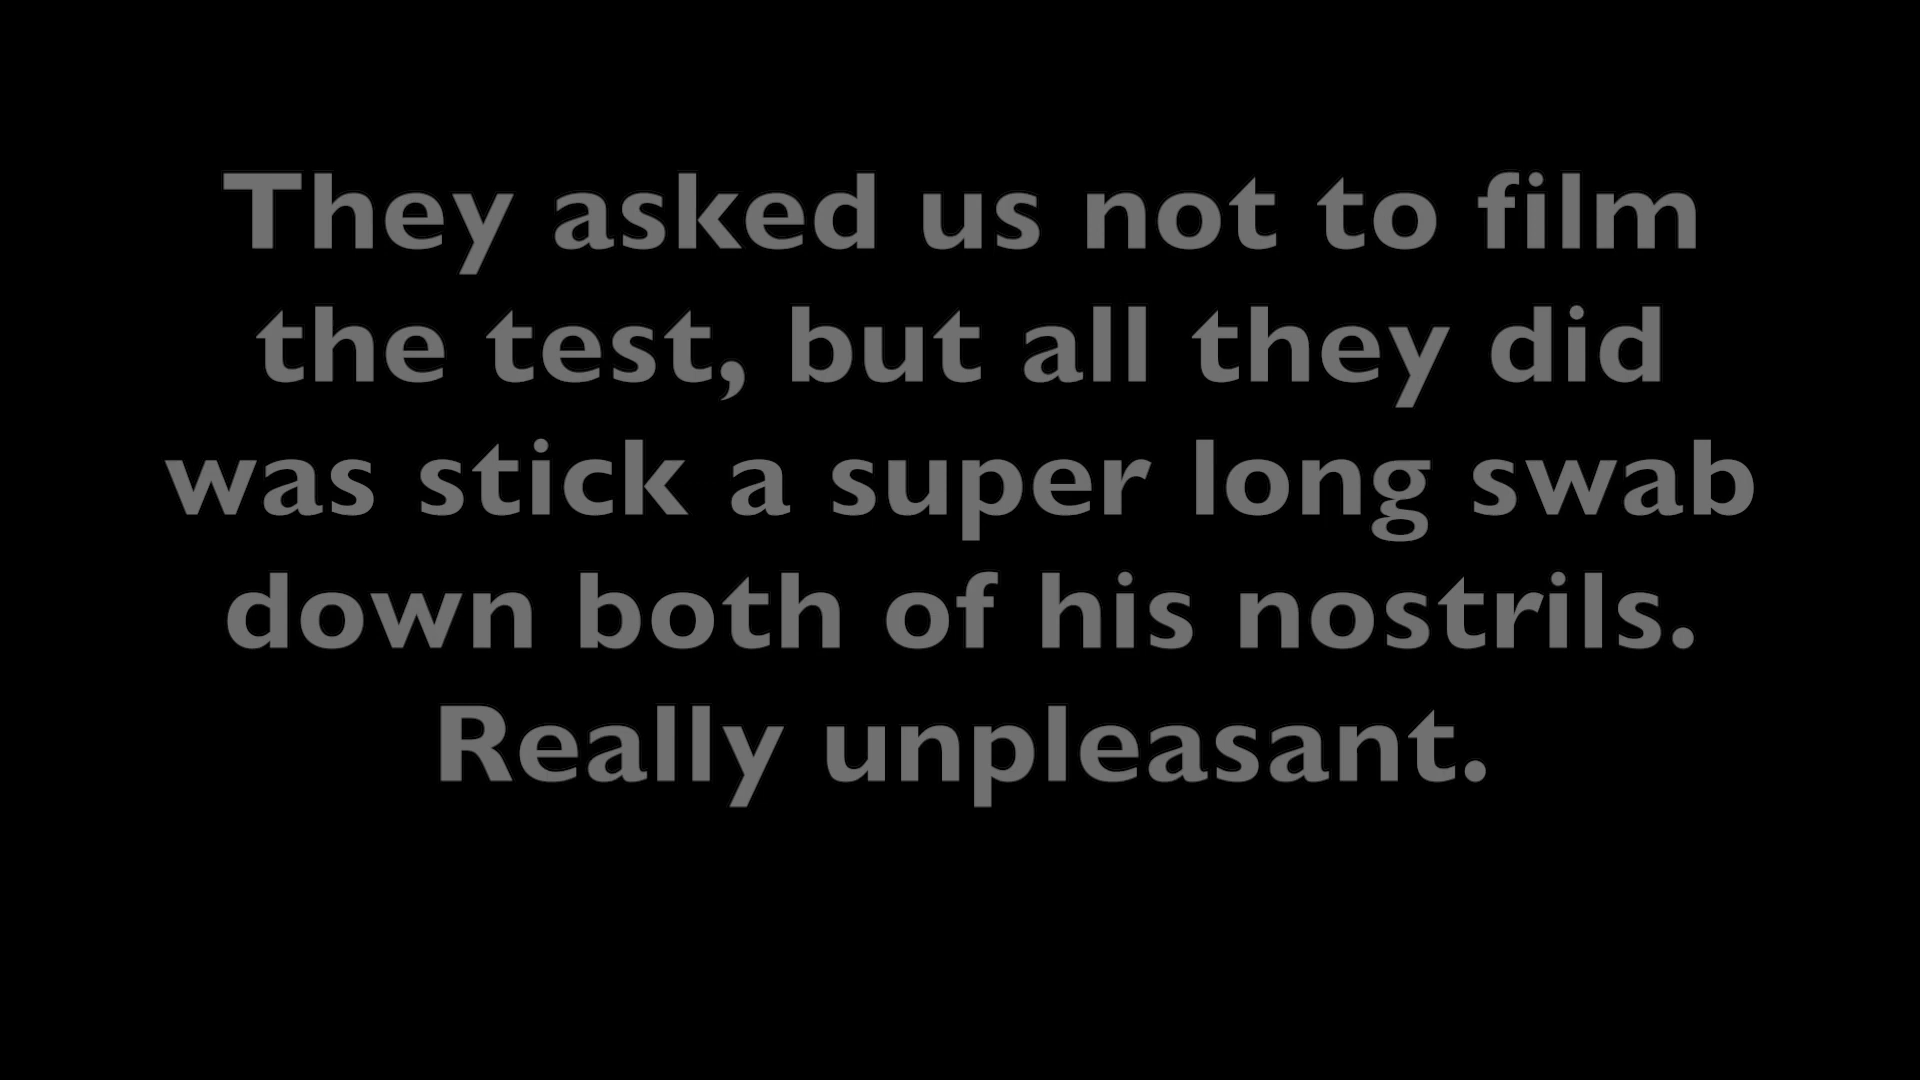 They asked us not to film
the test, but all they did
was stick a super long swab
down both of his nostrils.
Really unpleasant.